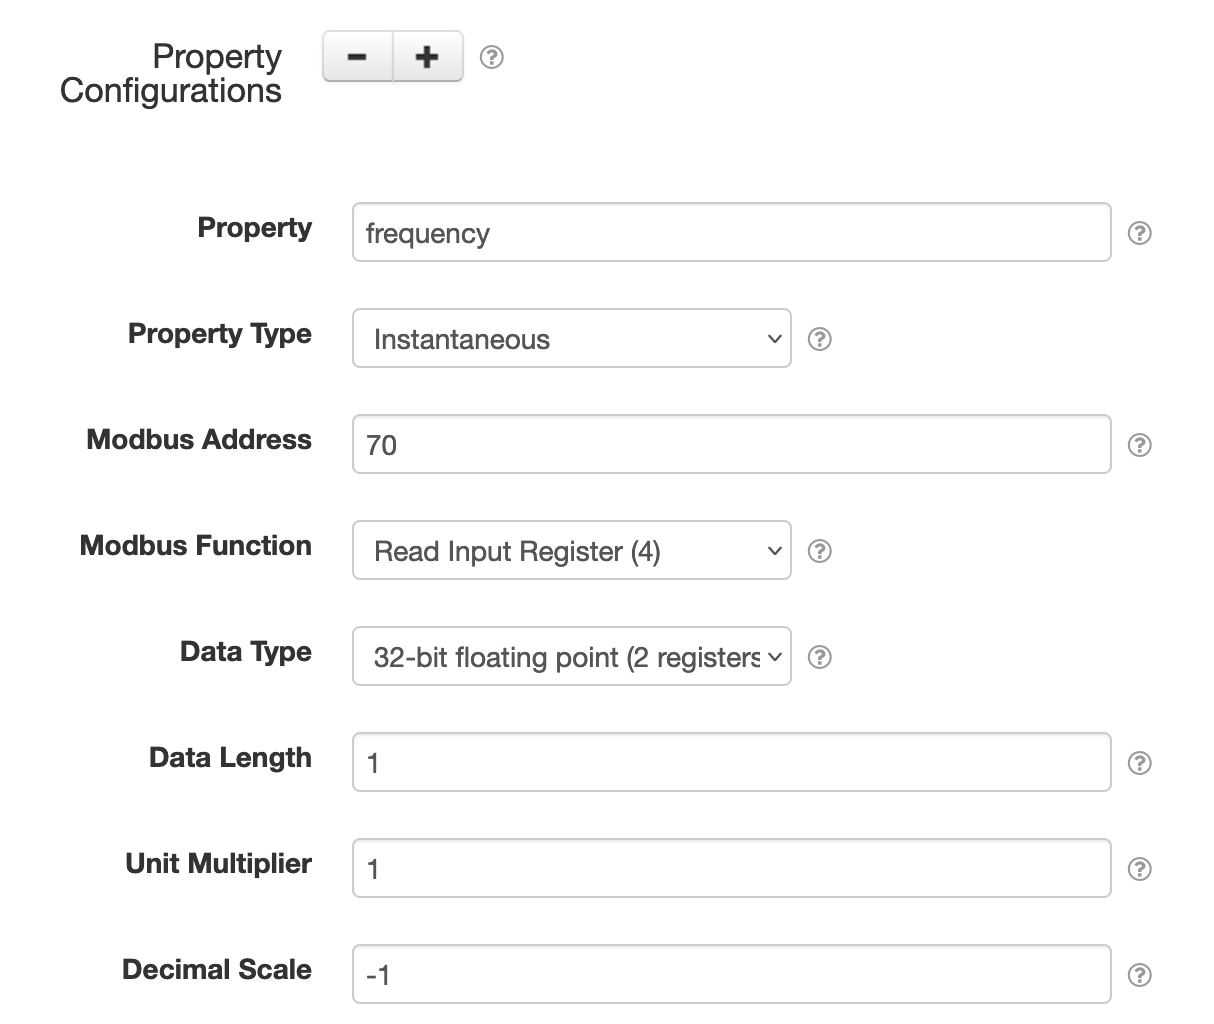 Property
Configurations
Property
frequency
Property Type
Instantaneous
Modbus Address
70
Modbus Function
Read Input Register (4)
Data Type
32-bit floating point (2 registers
Data Length
1
Unit Multiplier
1
Decimal Scale
-1